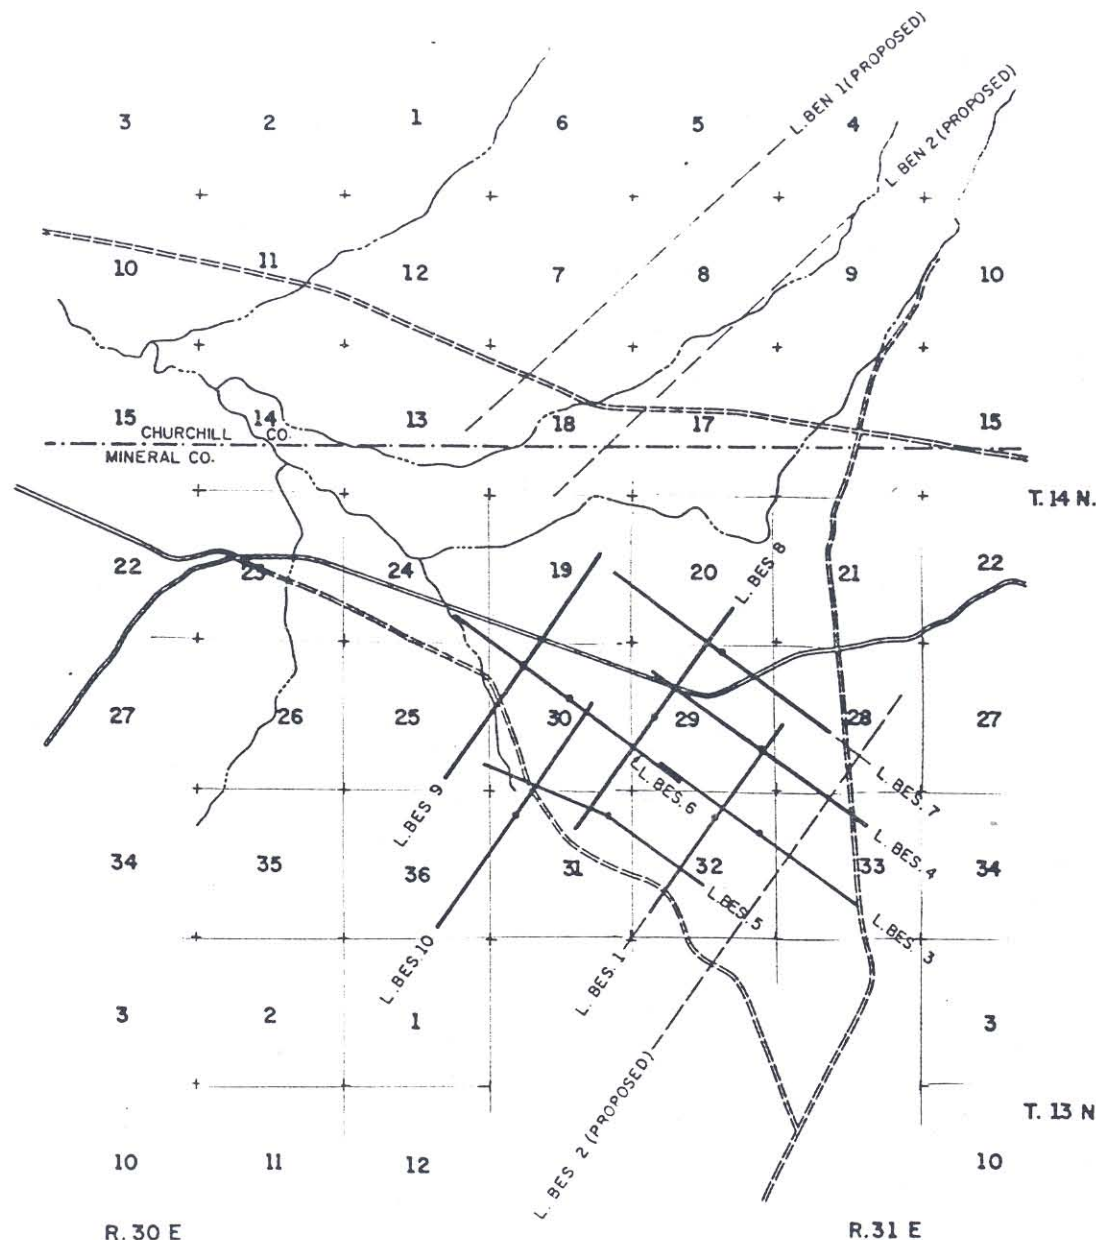 L. BEN 1 (PROPOSED)
L. BEN 2 (PROPOSED)
3 2 1 6 5 4
10 11 12 7 8 9 10
15 14 13 18 17 15
CHURCHILL CO.
MINERAL CO.
T. 14 N.
22 23 24 19 20 21 22
L. BES 8
27 26 25 30 29 28 27
LL. BES. 6
L. BES. 7
L. BES 9
L. BES. 4
34 35 36 31 32 33 34
L. BES. 5
L. BES. 3
L. BES. 10
L. BES. 1
3 2 1 3
L. BES 2 (PROPOSED)
T. 13 N
10 11 12 10
R. 30 E
R. 31 E